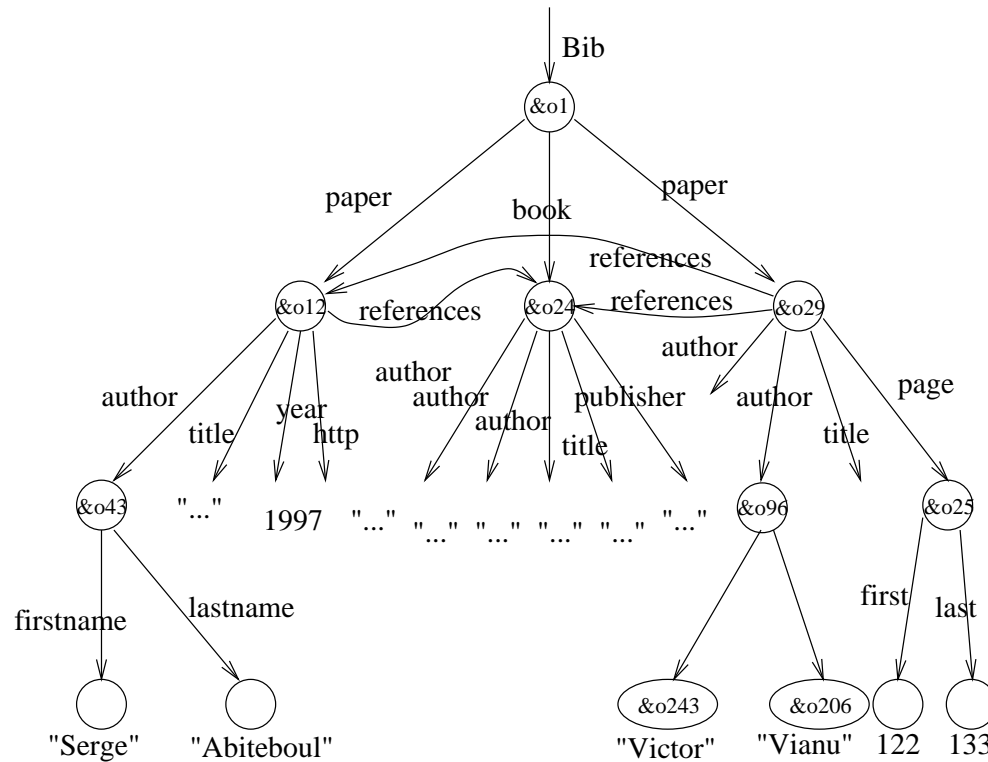 Bib
&o1
paper
paper
book
references
&o12
references
&o24
references
&o29
author
author
author
page
author
title
year
http
author
title
publisher
author
title
&o43
"..."
1997
"..."
"..."
"..."
"..."
"..."
"..."
&o96
&o25
firstname
lastname
first
last
&o243
&o206
"Serge"
"Abiteboul"
"Victor"
"Vianu"
122
133